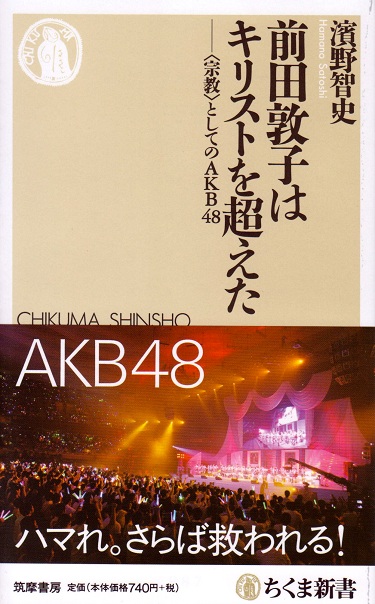 濱野智史
Hamano Satoshi
前田敦子は
キリストを超えた
──〈宗教〉としてのAKB48
CHIKUMA SHINSHO
AKB48
ハマれ。さらば救われる!
筑摩書房 定価(本体価格740円+税)
ちくま新書